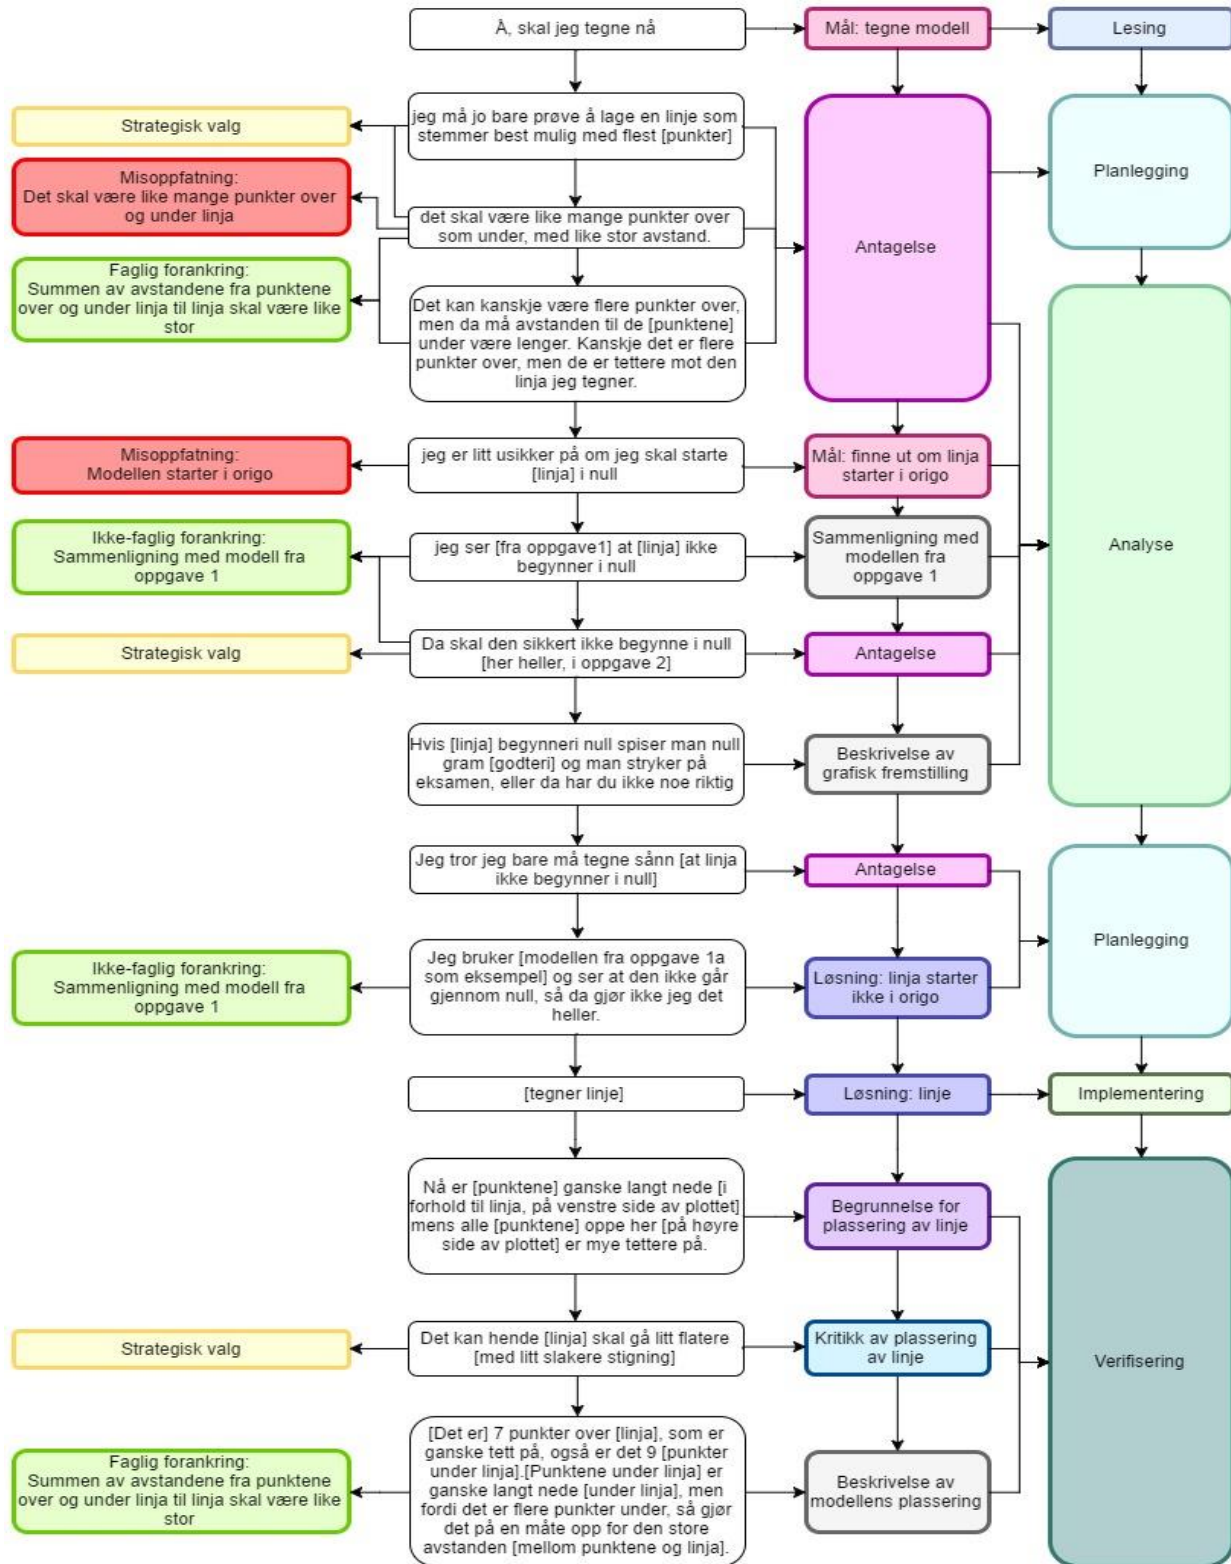 Å, skal jeg tegne nå
Mål: tegne modell
Lesing
Strategisk valg
jeg må jo bare prøve å lage en linje som
stemmer best mulig med flest [punkter]
Antagelse
Planlegging
Misoppfatning:
Det skal være like mange punkter over
og under linja
det skal være like mange punkter over
som under, med like stor avstand.
Faglig forankring:
Summen av avstandene fra punktene
over og under linja til linja skal være like
stor
Det kan kanskje være flere punkter over,
men da må avstanden til de [punktene]
under være lenger. Kanskje det er flere
punkter over, men de er tettere mot den
linja jeg tegner.
Analyse
Misoppfatning:
Modellen starter i origo
jeg er litt usikker på om jeg skal starte
[linja] i null
Mål: finne ut om linja
starter i origo
Ikke-faglig forankring:
Sammenligning med modell fra
oppgave 1
jeg ser [fra oppgave1] at [linja] ikke
begynner i null
Sammenligning med
modellen fra
oppgave 1
Strategisk valg
Da skal den sikkert ikke begynne i null
[her heller, i oppgave 2]
Antagelse
Hvis [linja] begynneri null spiser man null
gram [godteri] og man stryker på
eksamen, eller da har du ikke noe riktig
Beskrivelse av
grafisk fremstilling
Jeg tror jeg bare må tegne sånn [at linja
ikke begynner i null]
Antagelse
Planlegging
Ikke-faglig forankring:
Sammenligning med modell fra
oppgave 1
Jeg bruker [modellen fra oppgave 1a
som eksempel] og ser at den ikke går
gjennom null, så da gjør ikke jeg det
heller.
Løsning: linja starter
ikke i origo
[tegner linje]
Løsning: linje
Implementering
Nå er [punktene] ganske langt nede [i
forhold til linja, på venstre side av plottet]
mens alle [punktene] oppe her [på høyre
side av plottet] er mye tettere på.
Begrunnelse for
plassering av linje
Strategisk valg
Det kan hende [linja] skal gå litt flatere
[med litt slakere stigning]
Kritikk av plassering
av linje
Verifisering
Faglig forankring:
Summen av avstandene fra punktene
over og under linja til linja skal være like
stor
[Det er] 7 punkter over [linja], som er
ganske tett på, også er det 9 [punkter
under linja].[Punktene under linja] er
ganske langt nede [under linja], men
fordi det er flere punkter under, så gjør
det på en måte opp for den store
avstanden [mellom punktene og linja].
Beskrivelse av
modellens plassering